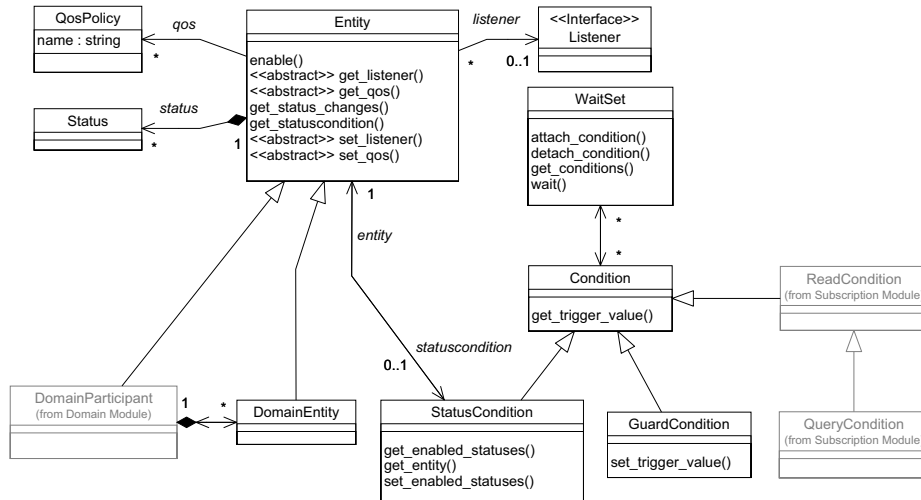 QosPolicy
name : string
qos
*
Entity
enable()
<<abstract>> get_listener()
<<abstract>> get_qos()
get_status_changes()
get_statuscondition()
<<abstract>> set_listener()
<<abstract>> set_qos()
listener
*
0..1
<<Interface>>
Listener
Status
status
*
1
WaitSet
attach_condition()
detach_condition()
get_conditions()
wait()
1
entity
*
*
Condition
get_trigger_value()
ReadCondition
(from Subscription Module)
statuscondition
0..1
DomainParticipant
(from Domain Module)
1
*
DomainEntity
StatusCondition
get_enabled_statuses()
get_entity()
set_enabled_statuses()
GuardCondition
set_trigger_value()
QueryCondition
(from Subscription Module)